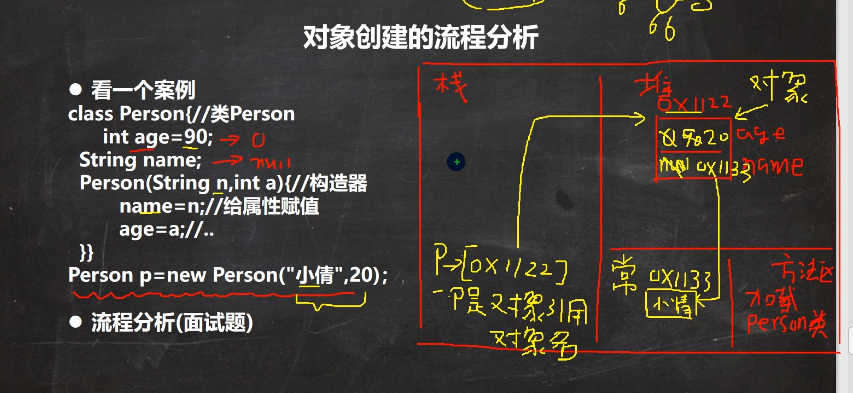 66
对象创建的流程分析
● 看一个案例
class Person{//类Person
int age=90; → 0
String name; → null
Person(String n,int a){//构造器
name=n;//给属性赋值
age=a;//..
}}
Person p=new Person("小倩",20);
● 流程分析(面试题)
栈
P→[0x1122]
P是对象引用
对象名
堆
对象
0x1122
0 90 20 age
null 0x1133 name
常
0x1133
小倩
方法区
加载
Person类